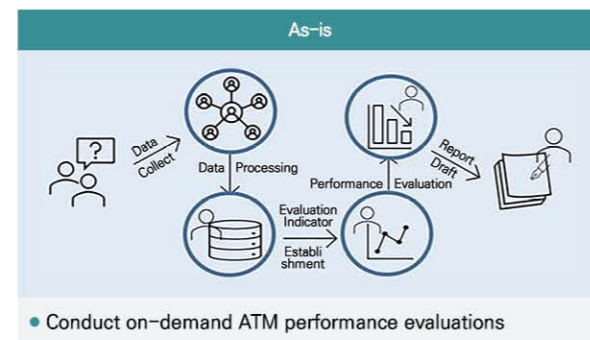 As-is
?
Data
Collect
Data Processing
Evaluation
Indicator
Establi
shment
Performance Evaluation
Report
Draft
• Conduct on-demand ATM performance evaluations